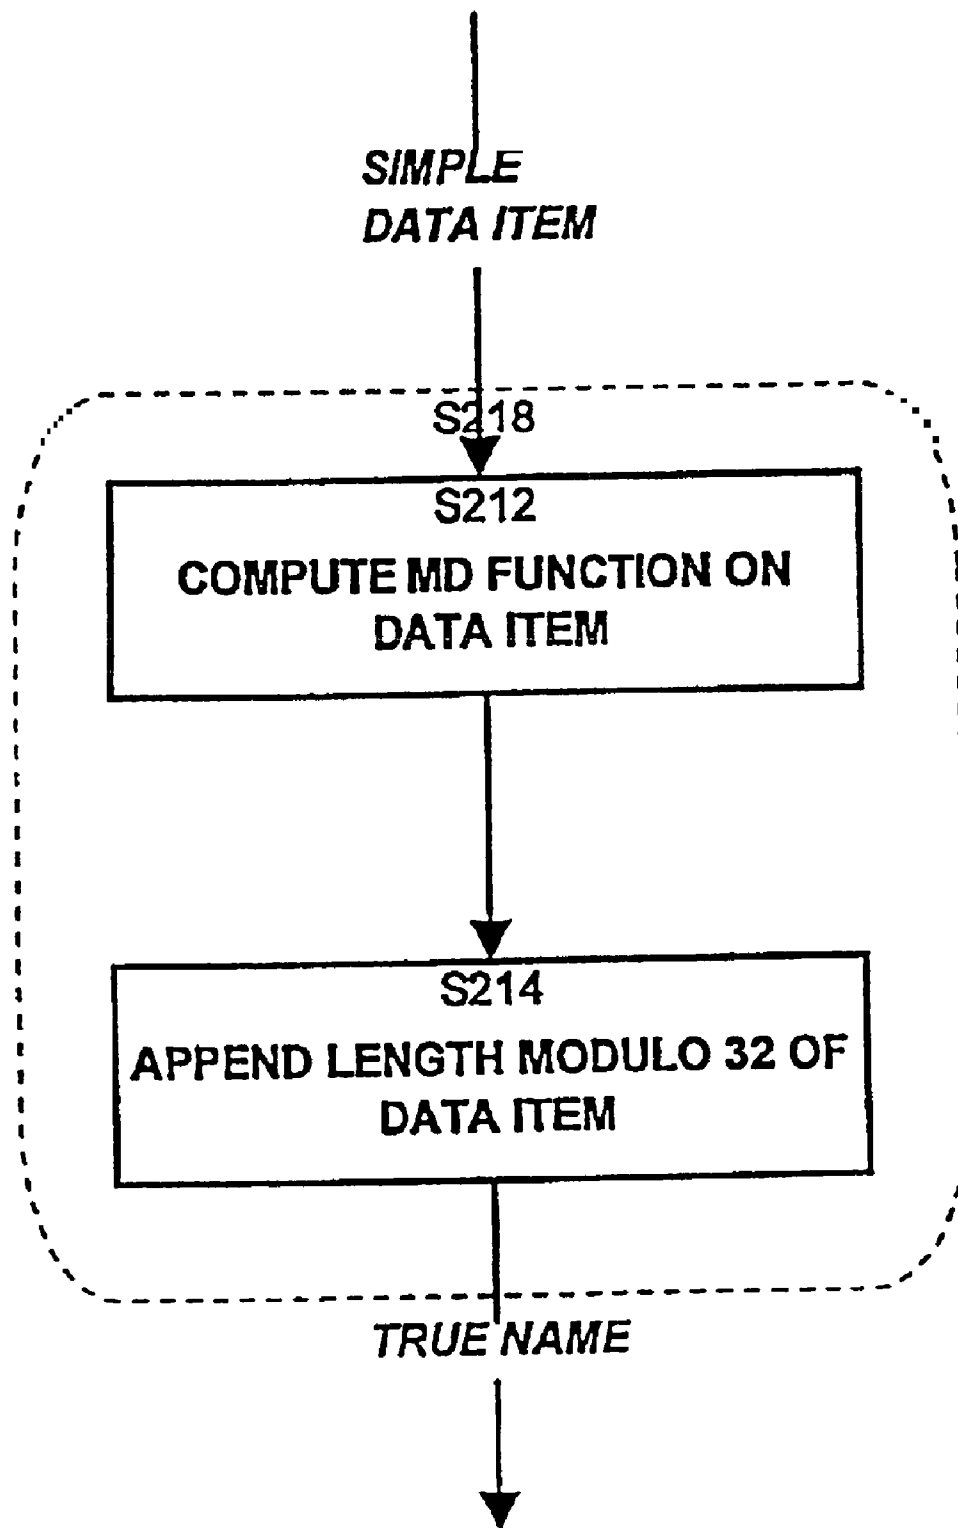 SIMPLE
DATA ITEM
S218
S212
COMPUTE MD FUNCTION ON
DATA ITEM
S214
APPEND LENGTH MODULO 32 OF
DATA ITEM
TRUE NAME